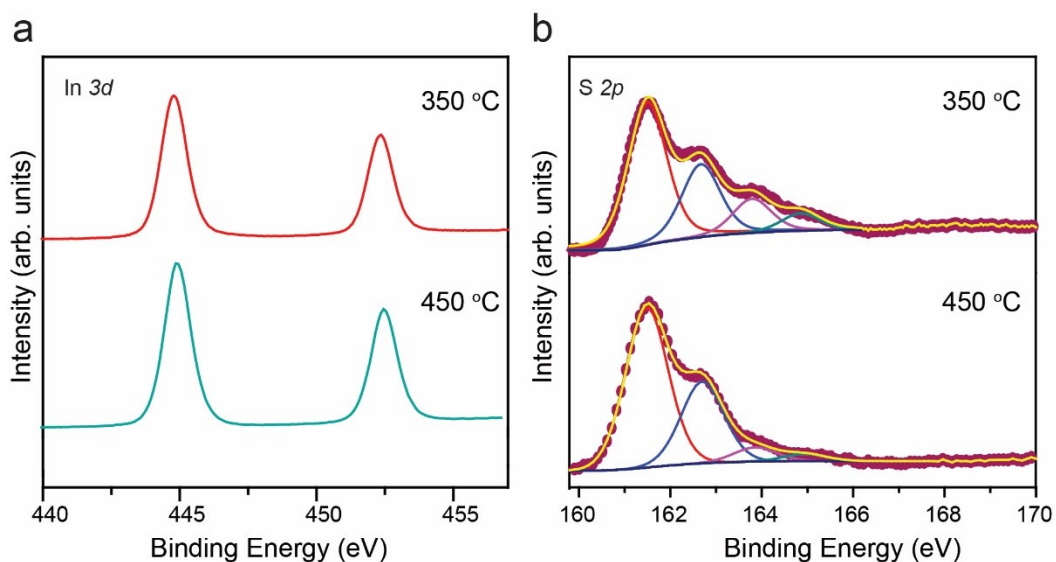 a
In 3d
350 °C
450 °C
Intensity (arb. units)
440
445
450
455
Binding Energy (eV)
b
S 2p
350 °C
450 °C
Intensity (arb. units)
160
162
164
166
168
170
Binding Energy (eV)